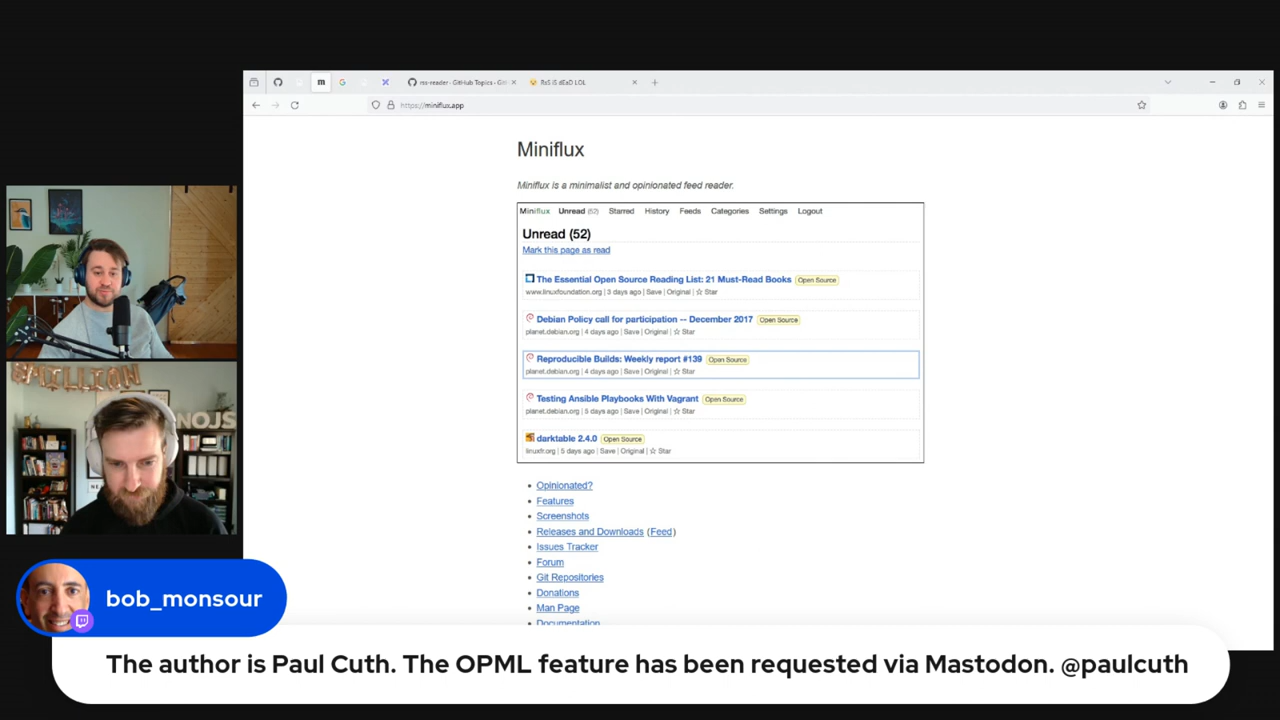 rss-reader - GitHub Topics · Git
RsS iS dEaD LOL
https://miniflux.app
Miniflux
Miniflux is a minimalist and opinionated feed reader.
Miniflux Unread (52) Starred History Feeds Categories Settings Logout
Unread (52)
Mark this page as read
The Essential Open Source Reading List: 21 Must-Read Books Open Source
www.linuxfoundation.org | 3 days ago | Save | Original | ☆ Star
Debian Policy call for participation -- December 2017 Open Source
planet.debian.org | 4 days ago | Save | Original | ☆ Star
Reproducible Builds: Weekly report #139 Open Source
planet.debian.org | 4 days ago | Save | Original | ☆ Star
Testing Ansible Playbooks With Vagrant Open Source
planet.debian.org | 5 days ago | Save | Original | ☆ Star
darktable 2.4.0 Open Source
linuxfr.org | 5 days ago | Save | Original | ☆ Star
Opinionated?
Features
Screenshots
Releases and Downloads (Feed)
Issues Tracker
Forum
Git Repositories
Donations
Man Page
Documentation
MILLION
NOJS
bob_monsour
The author is Paul Cuth. The OPML feature has been requested via Mastodon. @paulcuth